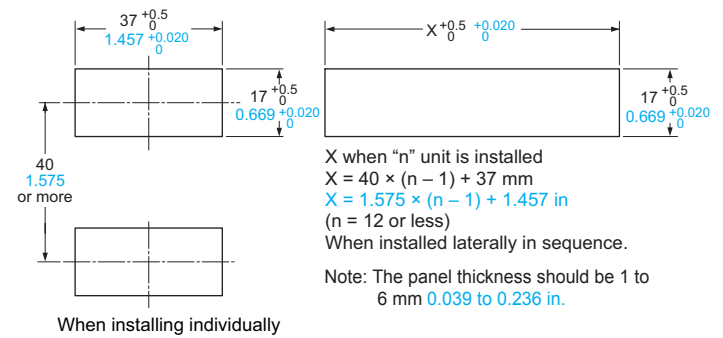 37 +0.5 0
1.457 +0.020 0
17 +0.5 0
0.669 +0.020 0
40
1.575
or more
When installing individually
X +0.5 0 +0.020 0
17 +0.5 0
0.669 +0.020 0
X when “n” unit is installed
X = 40 × (n – 1) + 37 mm
X = 1.575 × (n – 1) + 1.457 in
(n = 12 or less)
When installed laterally in sequence.
Note: The panel thickness should be 1 to
6 mm 0.039 to 0.236 in.